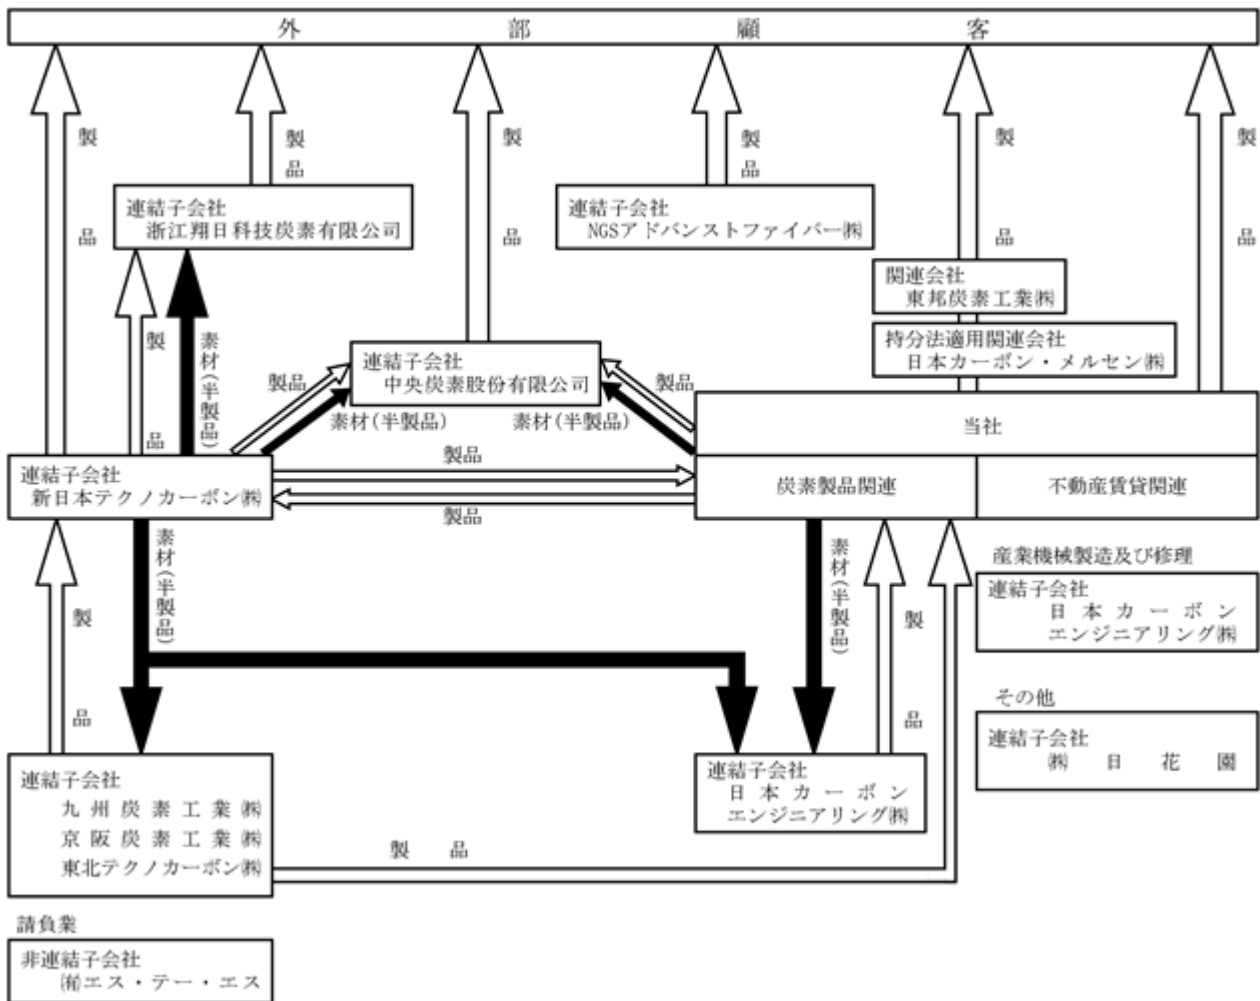 外部顧客
製品
製品
製品
製品
製品
製品
連結子会社
浙江翔日科技炭素有限公司
連結子会社
NGSアドバンストファイバー㈱
関連会社
東邦炭素工業㈱
持分法適用関連会社
日本カーボン・メルセン㈱
製品
素材(半製品)
連結子会社
中央炭素股份有限公司
製品
素材(半製品)
製品
素材(半製品)
当社
炭素製品関連
不動産賃貸関連
連結子会社
新日本テクノカーボン㈱
製品
製品
製品
素材(半製品)
素材(半製品)
製品
産業機械製造及び修理
連結子会社
日本カーボン
エンジニアリング㈱
その他
連結子会社
㈱日花園
連結子会社
九州炭素工業㈱
京阪炭素工業㈱
東北テクノカーボン㈱
連結子会社
日本カーボン
エンジニアリング㈱
製品
請負業
非連結子会社
㈲エス・テー・エス